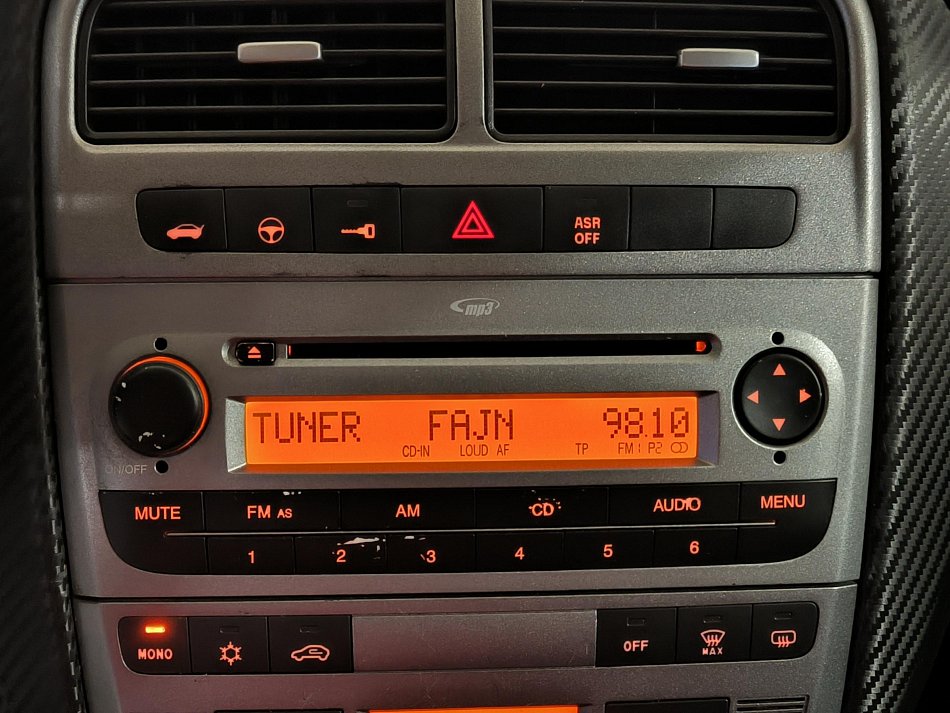 ASR
OFF
mp3
TUNER FAJN 98.10
CD-IN LOUD AF TP FM1 P2
ON/OFF
MUTE FM AS AM CD AUDIO MENU
1 2 3 4 5 6
MONO OFF MAX